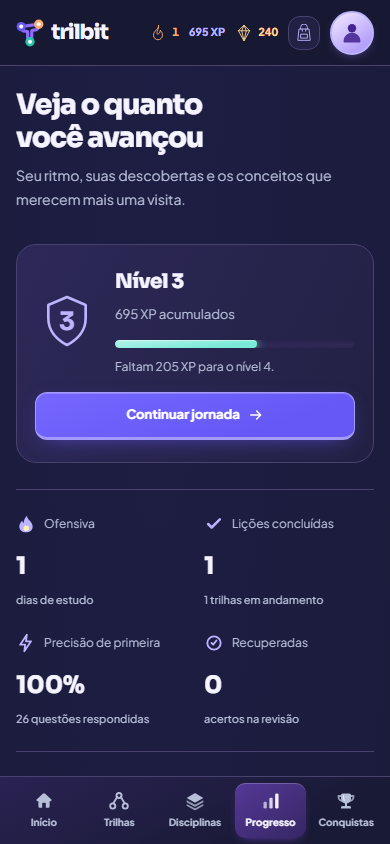 trilbit
1
695 XP
240
Veja o quanto
você avançou
Seu ritmo, suas descobertas e os conceitos que
merecem mais uma visita.
3
Nível 3
695 XP acumulados
Faltam 205 XP para o nível 4.
Continuar jornada →
Ofensiva
1
dias de estudo
Lições concluídas
1
1 trilhas em andamento
Precisão de primeira
100%
26 questões respondidas
Recuperadas
0
acertos na revisão
Início
Trilhas
Disciplinas
Progresso
Conquistas